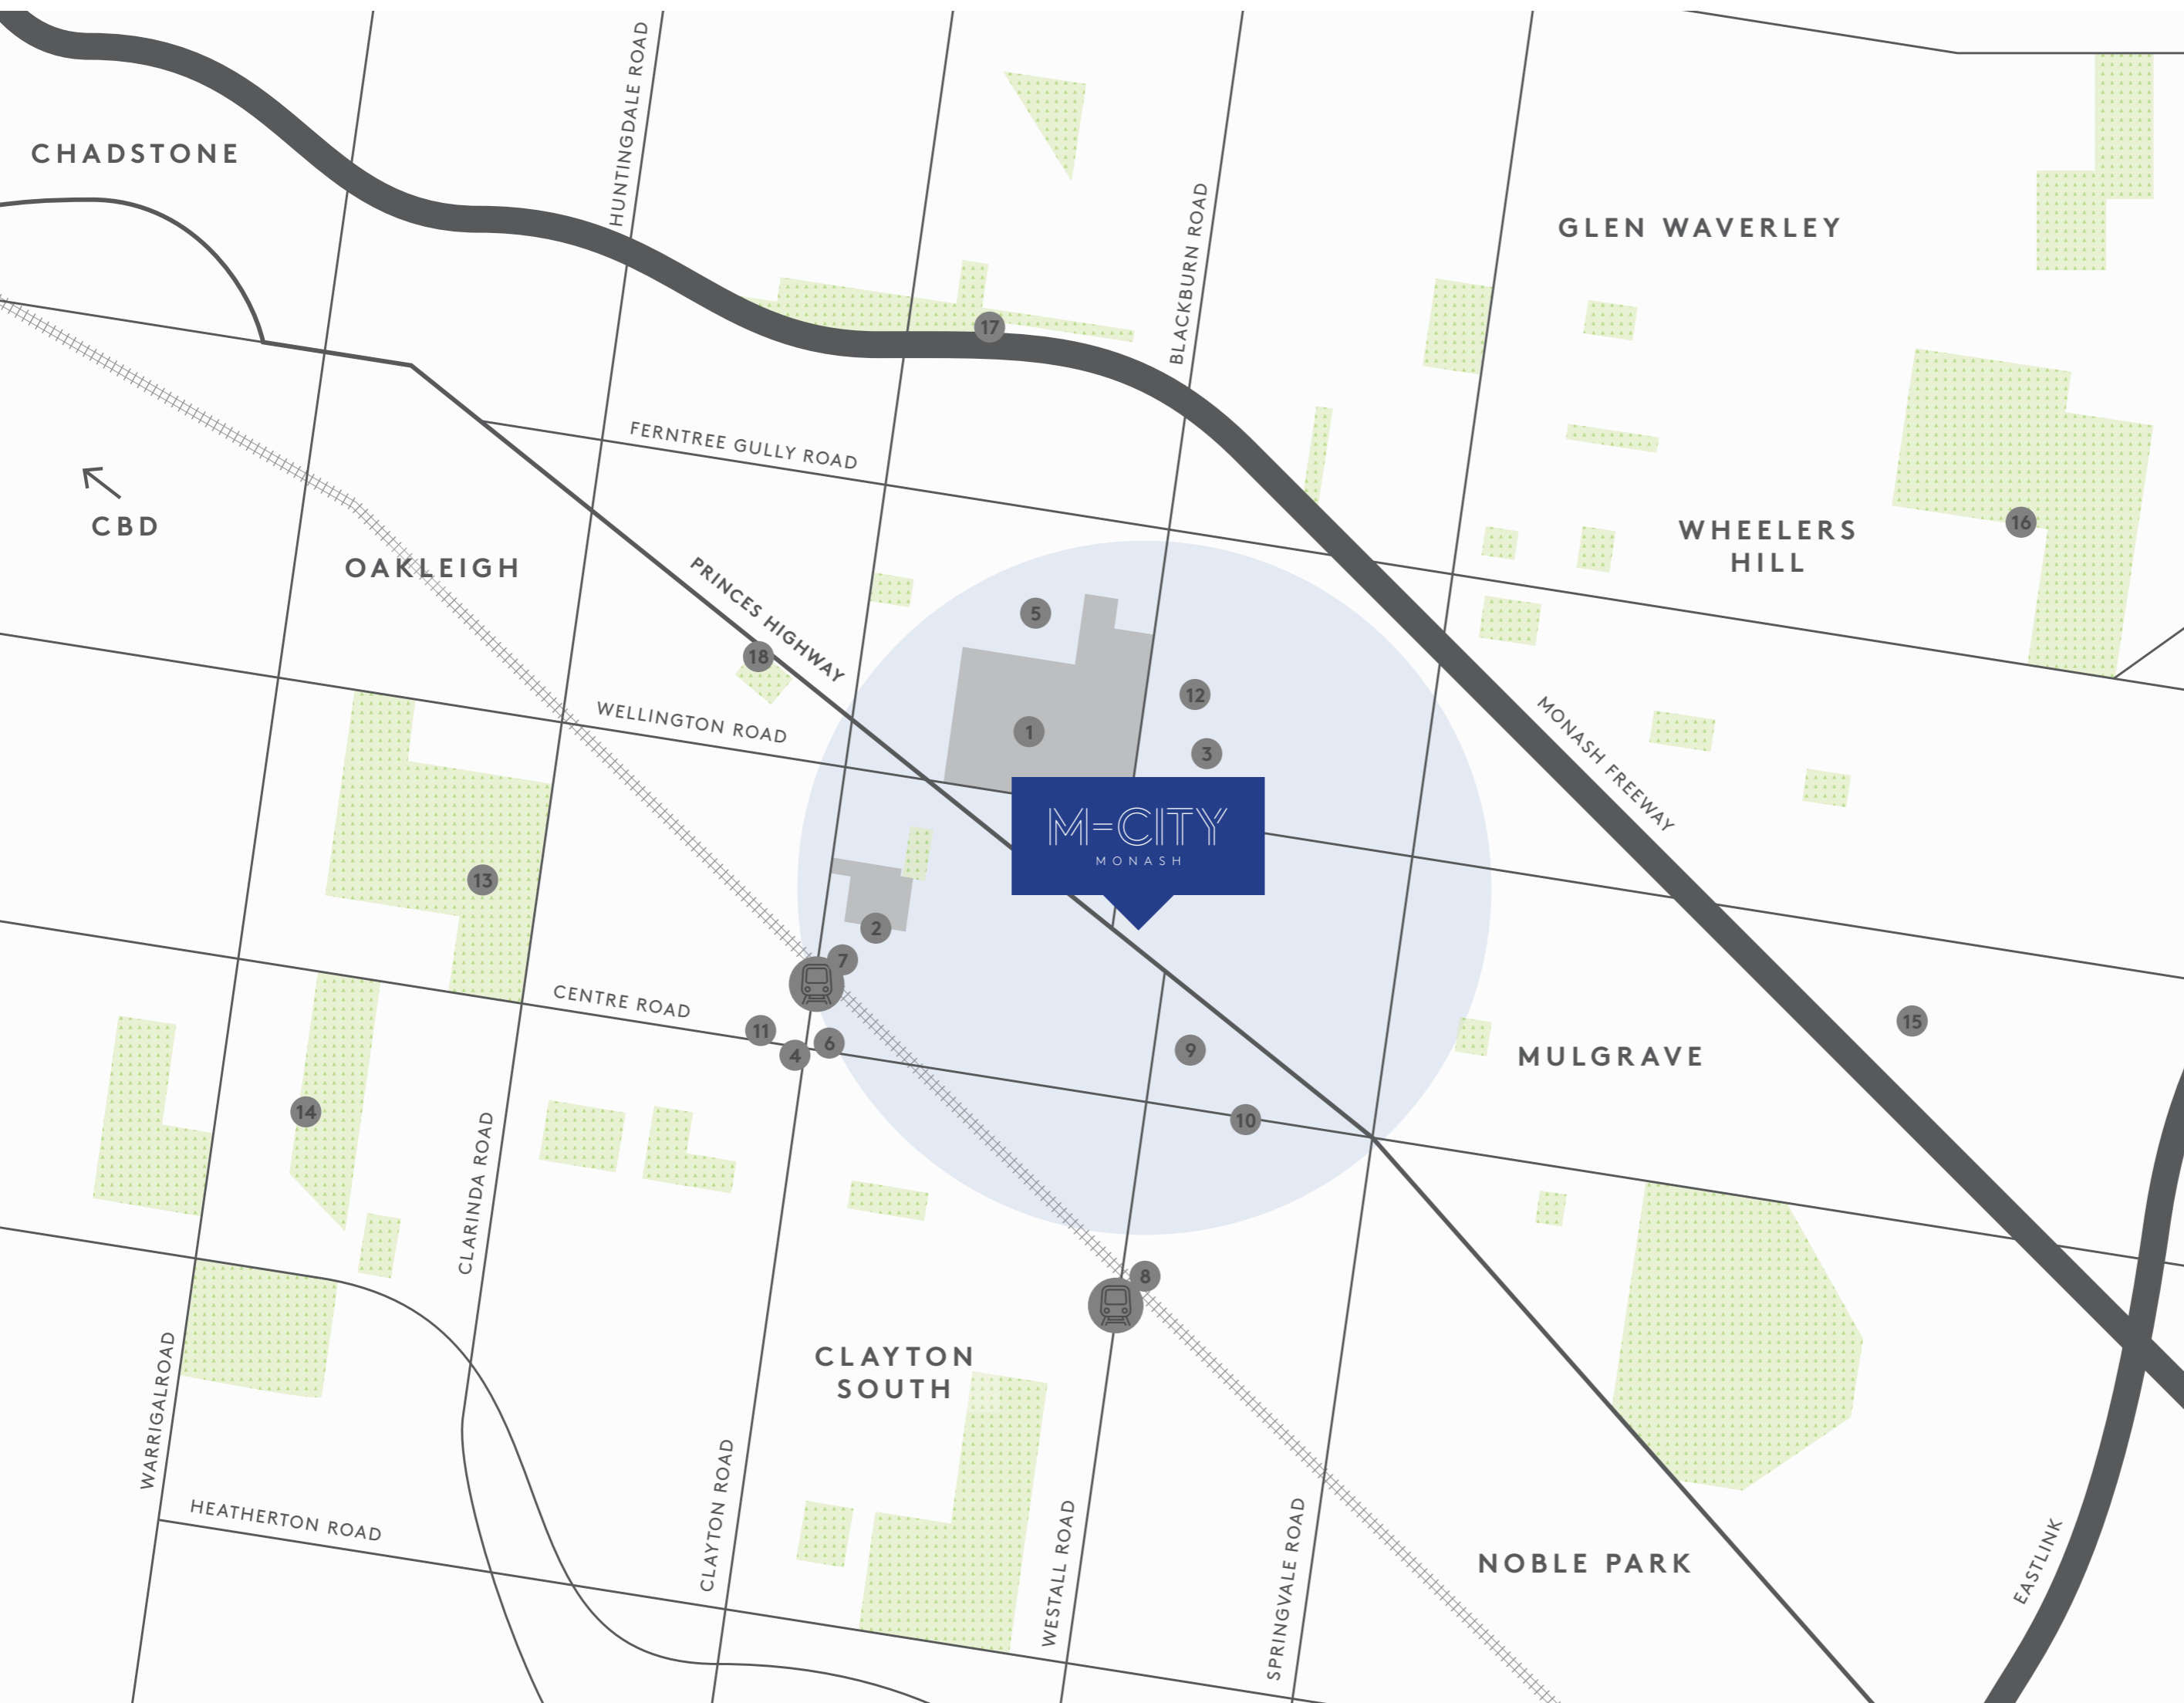 HUNTINGDALE ROAD
CHADSTONE
BLACKBURN ROAD
GLEN WAVERLEY
17
FERNTREE GULLY ROAD
CBD
OAKLEIGH
WHEELERS
HILL
16
PRINCES HIGHWAY
5
18
12
WELLINGTON ROAD
1
3
MONASH FREEWAY
M=CITY
MONASH
13
2
7
CENTRE ROAD
11
4
6
9
15
MULGRAVE
14
10
CLARINDA ROAD
8
CLAYTON
SOUTH
WARRIGALROAD
HEATHERTON ROAD
CLAYTON ROAD
WESTALL ROAD
SPRINGVALE ROAD
NOBLE PARK
EASTLINK